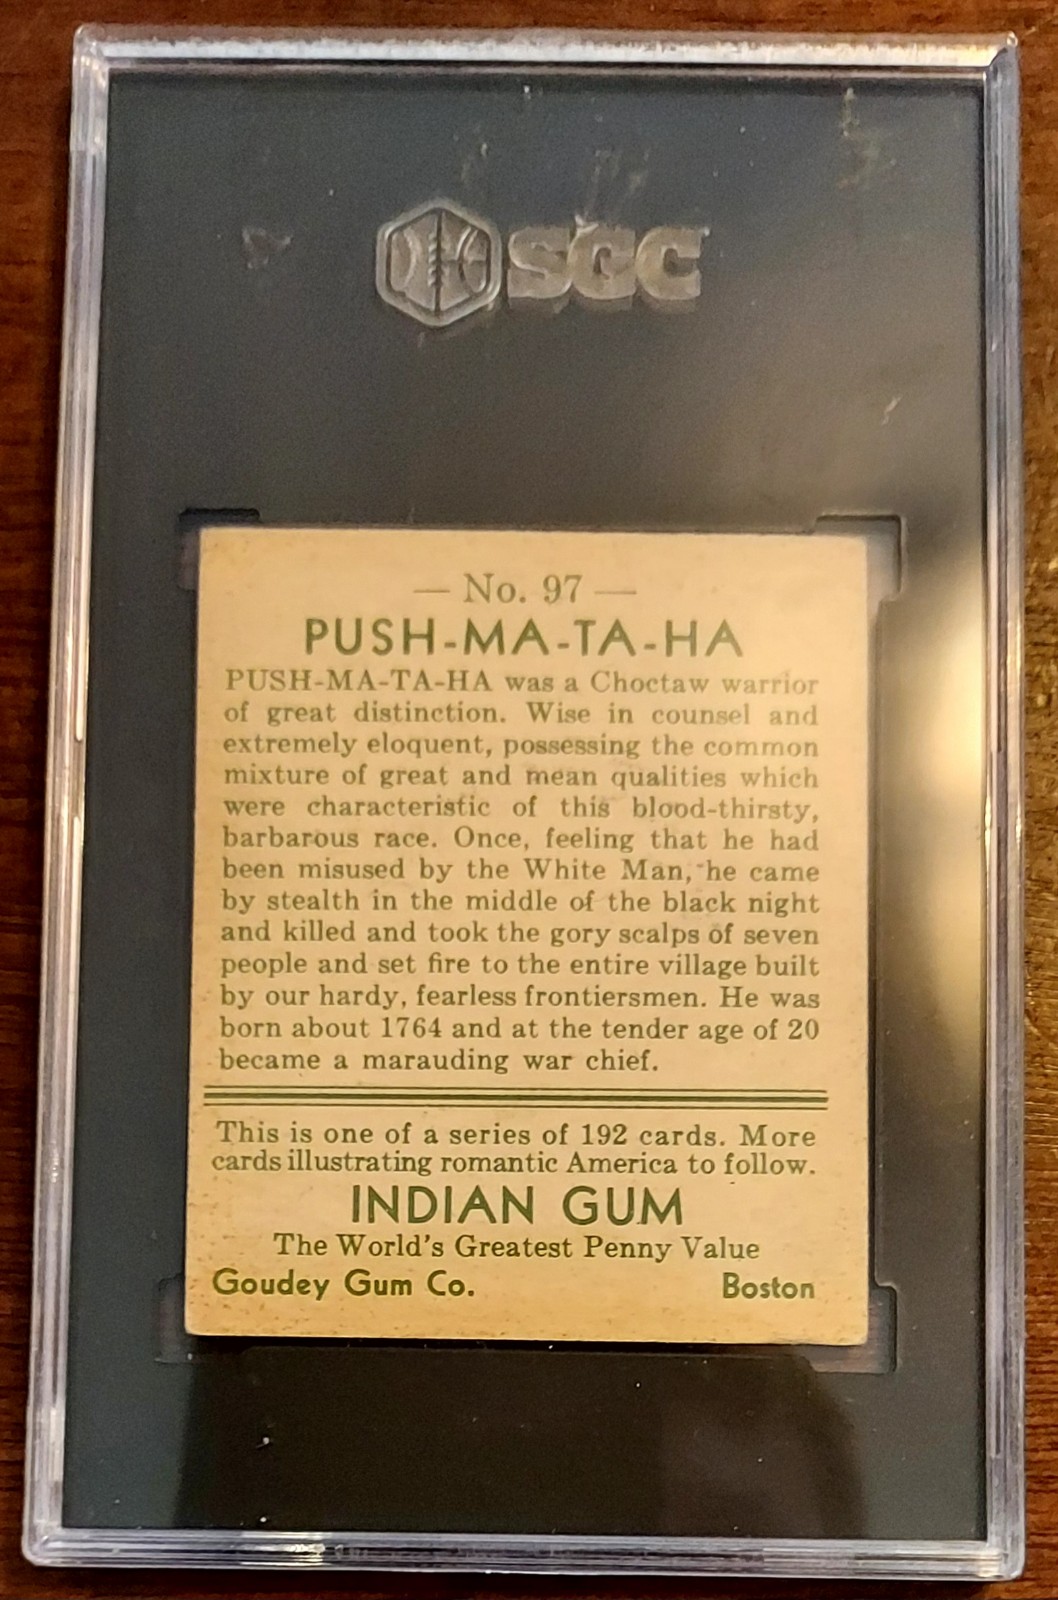 SGC
— No. 97 —
PUSH-MA-TA-HA
PUSH-MA-TA-HA was a Choctaw warrior
of great distinction. Wise in counsel and
extremely eloquent, possessing the common
mixture of great and mean qualities which
were characteristic of this blood-thirsty,
barbarous race. Once, feeling that he had
been misused by the White Man, he came
by stealth in the middle of the black night
and killed and took the gory scalps of seven
people and set fire to the entire village built
by our hardy, fearless frontiersmen. He was
born about 1764 and at the tender age of 20
became a marauding war chief.
This is one of a series of 192 cards. More
cards illustrating romantic America to follow.
INDIAN GUM
The World's Greatest Penny Value
Goudey Gum Co. Boston